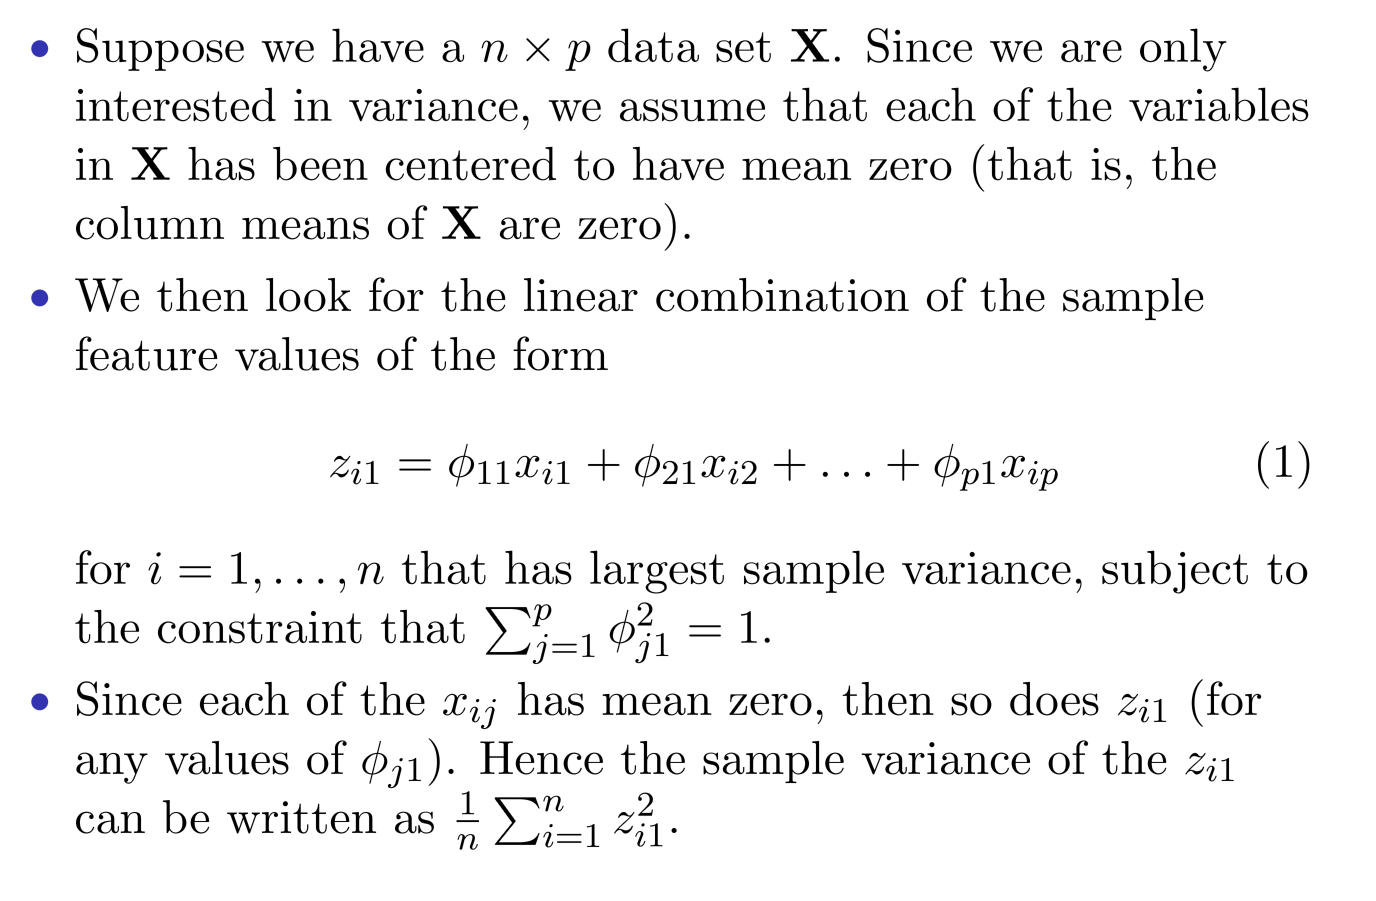 • Suppose we have a n × p data set X. Since we are only
interested in variance, we assume that each of the variables
in X has been centered to have mean zero (that is, the
column means of X are zero).
• We then look for the linear combination of the sample
feature values of the form
z_{i1} = ϕ_{11}x_{i1} + ϕ_{21}x_{i2} + … + ϕ_{p1}x_{ip} (1)
for i = 1, …, n that has largest sample variance, subject to
the constraint that ∑_{j=1}^{p} ϕ_{j1}^{2} = 1.
• Since each of the x_{ij} has mean zero, then so does z_{i1} (for
any values of ϕ_{j1}). Hence the sample variance of the z_{i1}
can be written as \frac{1}{n} ∑_{i=1}^{n} z_{i1}^{2}.